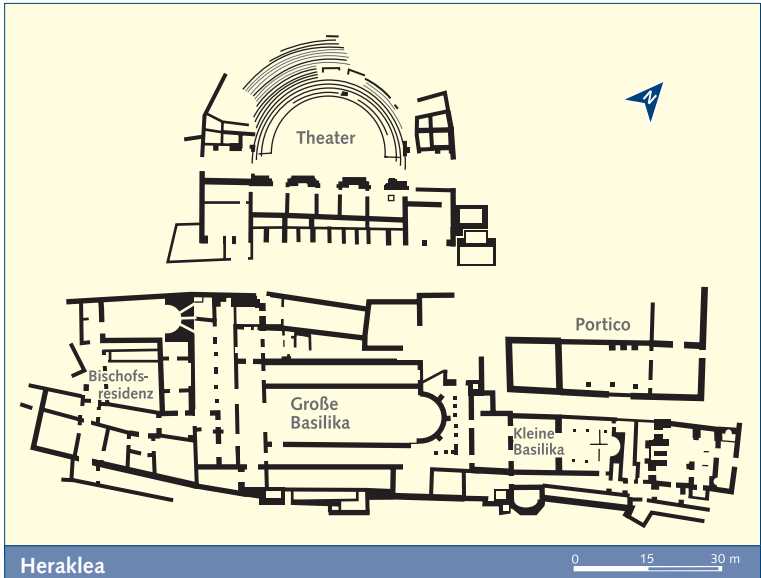 N
Theater
Portico
Bischofs-
residenz
Große
Basilika
Kleine
Basilika
Heraklea
0 15 30 m